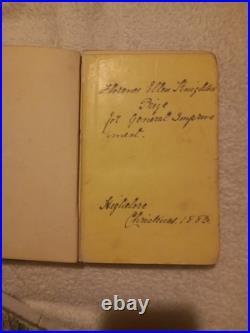 Florence Ellen
Prize
for General Improve
ment.
Christmas. 1883.